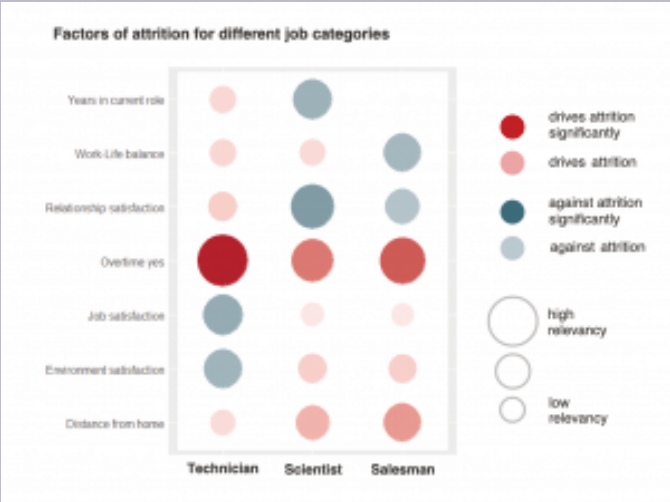 Factors of attrition for different job categories
Years in current role
Work-Life balance
Relationship satisfaction
Overtime yes
Job satisfaction
Environment satisfaction
Distance from home
Technician
Scientist
Salesman
drives attrition
significantly
drives attrition
against attrition
significantly
against attrition
high
relevancy
low
relevancy